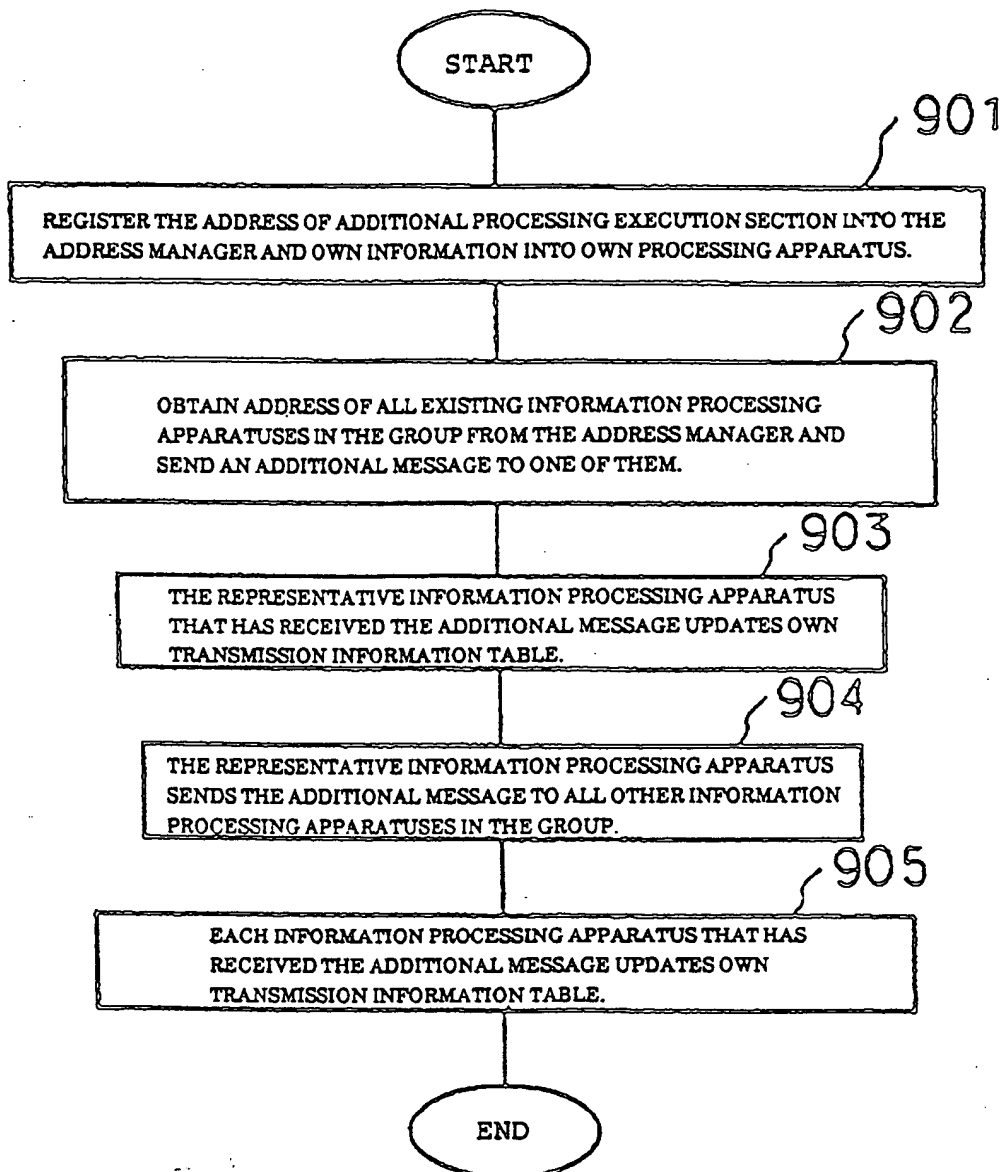 START
901
REGISTER THE ADDRESS OF ADDITIONAL PROCESSING EXECUTION SECTION INTO THE
ADDRESS MANAGER AND OWN INFORMATION INTO OWN PROCESSING APPARATUS.
902
OBTAIN ADDRESS OF ALL EXISTING INFORMATION PROCESSING
APPARATUSES IN THE GROUP FROM THE ADDRESS MANAGER AND
SEND AN ADDITIONAL MESSAGE TO ONE OF THEM.
903
THE REPRESENTATIVE INFORMATION PROCESSING APPARATUS
THAT HAS RECEIVED THE ADDITIONAL MESSAGE UPDATES OWN
TRANSMISSION INFORMATION TABLE.
904
THE REPRESENTATIVE INFORMATION PROCESSING APPARATUS
SENDS THE ADDITIONAL MESSAGE TO ALL OTHER INFORMATION
PROCESSING APPARATUSES IN THE GROUP.
905
EACH INFORMATION PROCESSING APPARATUS THAT HAS
RECEIVED THE ADDITIONAL MESSAGE UPDATES OWN
TRANSMISSION INFORMATION TABLE.
END